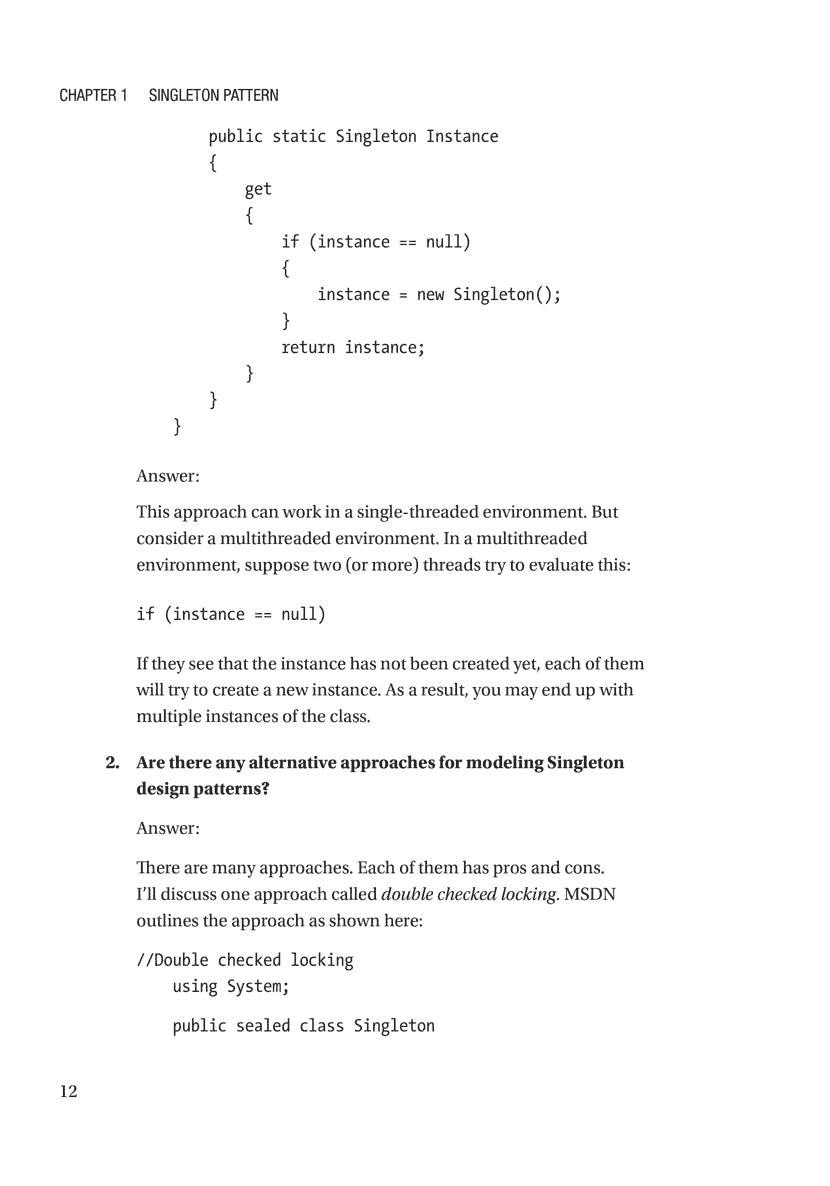 CHAPTER 1 SINGLETON PATTERN
public static Singleton Instance
{
get
{
if (instance == null)
{
instance = new Singleton();
}
return instance;
}
}
}
Answer:
This approach can work in a single-threaded environment. But
consider a multithreaded environment. In a multithreaded
environment, suppose two (or more) threads try to evaluate this:
if (instance == null)
If they see that the instance has not been created yet, each of them
will try to create a new instance. As a result, you may end up with
multiple instances of the class.
2. Are there any alternative approaches for modeling Singleton
design patterns?
Answer:
There are many approaches. Each of them has pros and cons.
I’ll discuss one approach called double checked locking. MSDN
outlines the approach as shown here:
//Double checked locking
using System;
public sealed class Singleton
12